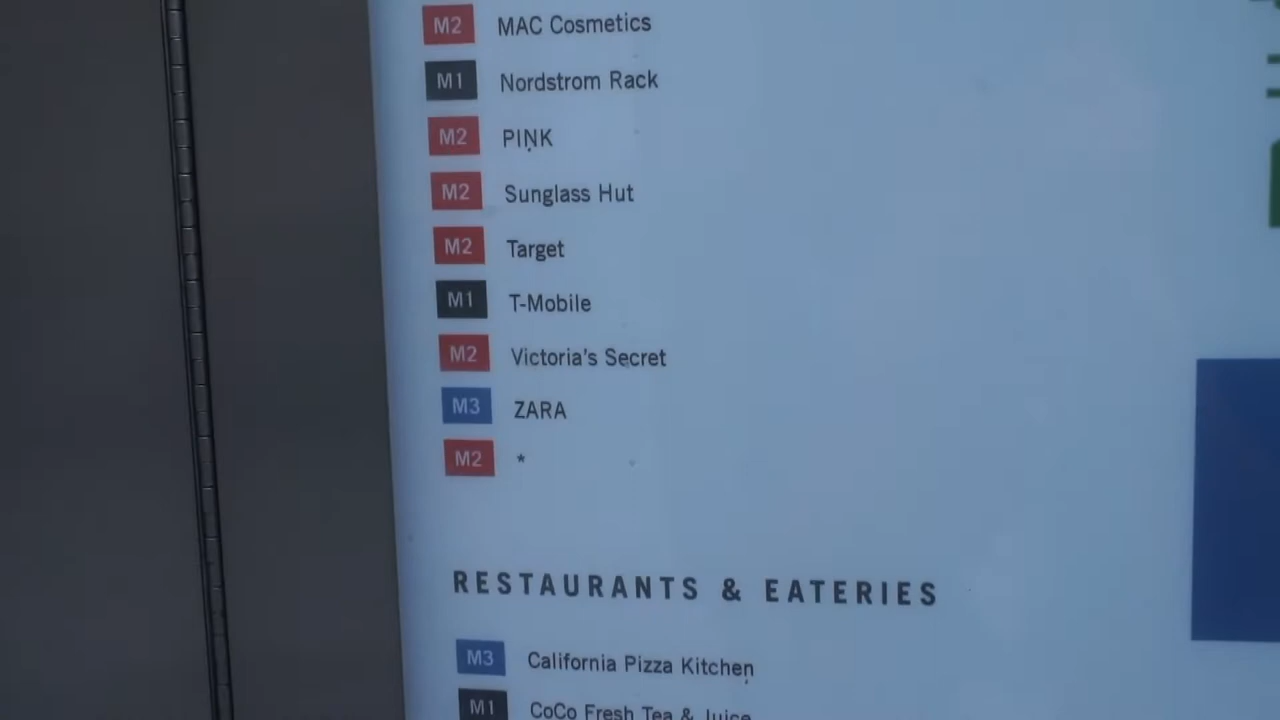 M2 MAC Cosmetics
M1 Nordstrom Rack
M2 PINK
M2 Sunglass Hut
M2 Target
M1 T-Mobile
M2 Victoria's Secret
M3 ZARA
M2 *
RESTAURANTS & EATERIES
M3 California Pizza Kitchen
M1 CoCo Fresh Tea & Juice